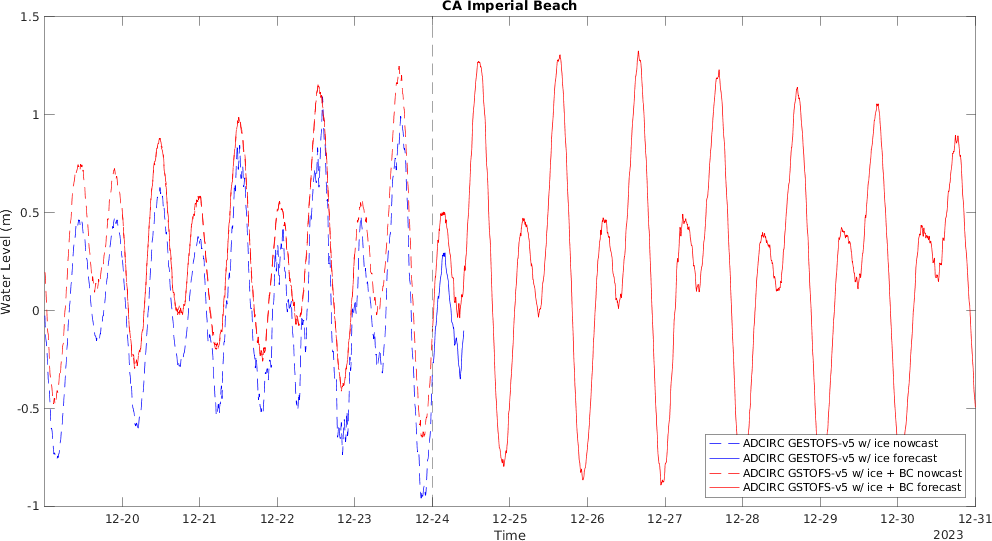 CA Imperial Beach
1.5
1
0.5
0
-0.5
-1
Water Level (m)
12-20 12-21 12-22 12-23 12-24 12-25 12-26 12-27 12-28 12-29 12-30 12-31
Time
2023
ADCIRC GESTOFS-v5 w/ ice nowcast
ADCIRC GESTOFS-v5 w/ ice forecast
ADCIRC GSTOFS-v5 w/ ice + BC nowcast
ADCIRC GSTOFS-v5 w/ ice + BC forecast